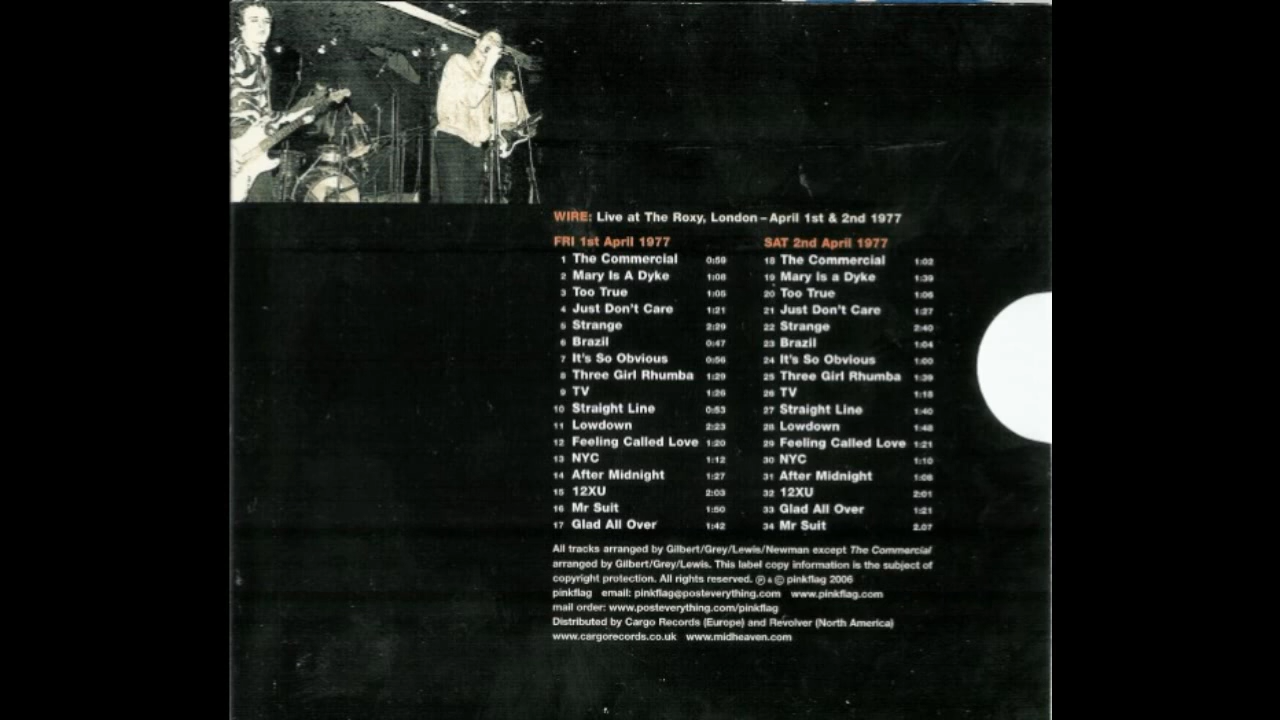 WIRE: Live at The Roxy, London – April 1st & 2nd 1977
FRI 1st April 1977
1 The Commercial 0:59
2 Mary Is A Dyke 1:08
3 Too True 1:05
4 Just Don't Care 1:21
5 Strange 2:29
6 Brazil 0:47
7 It's So Obvious 0:56
8 Three Girl Rhumba 1:29
9 TV 1:26
10 Straight Line 0:53
11 Lowdown 2:23
12 Feeling Called Love 1:20
13 NYC 1:12
14 After Midnight 1:27
15 12XU 2:03
16 Mr Suit 1:50
17 Glad All Over 1:42
SAT 2nd April 1977
18 The Commercial 1:02
19 Mary Is a Dyke 1:39
20 Too True 1:06
21 Just Don't Care 1:27
22 Strange 2:40
23 Brazil 1:04
24 It's So Obvious 1:00
25 Three Girl Rhumba 1:39
26 TV 1:18
27 Straight Line 1:40
28 Lowdown 1:48
29 Feeling Called Love 1:21
30 NYC 1:10
31 After Midnight 1:08
32 12XU 2:01
33 Glad All Over 1:21
34 Mr Suit 2.07
All tracks arranged by Gilbert/Grey/Lewis/Newman except The Commercial
arranged by Gilbert/Grey/Lewis. This label copy information is the subject of
copyright protection. All rights reserved. ℗ & © pinkflag 2006
pinkflag email: pinkflag@posteverything.com www.pinkflag.com
mail order: www.posteverything.com/pinkflag
Distributed by Cargo Records (Europe) and Revolver (North America)
www.cargorecords.co.uk www.midheaven.com